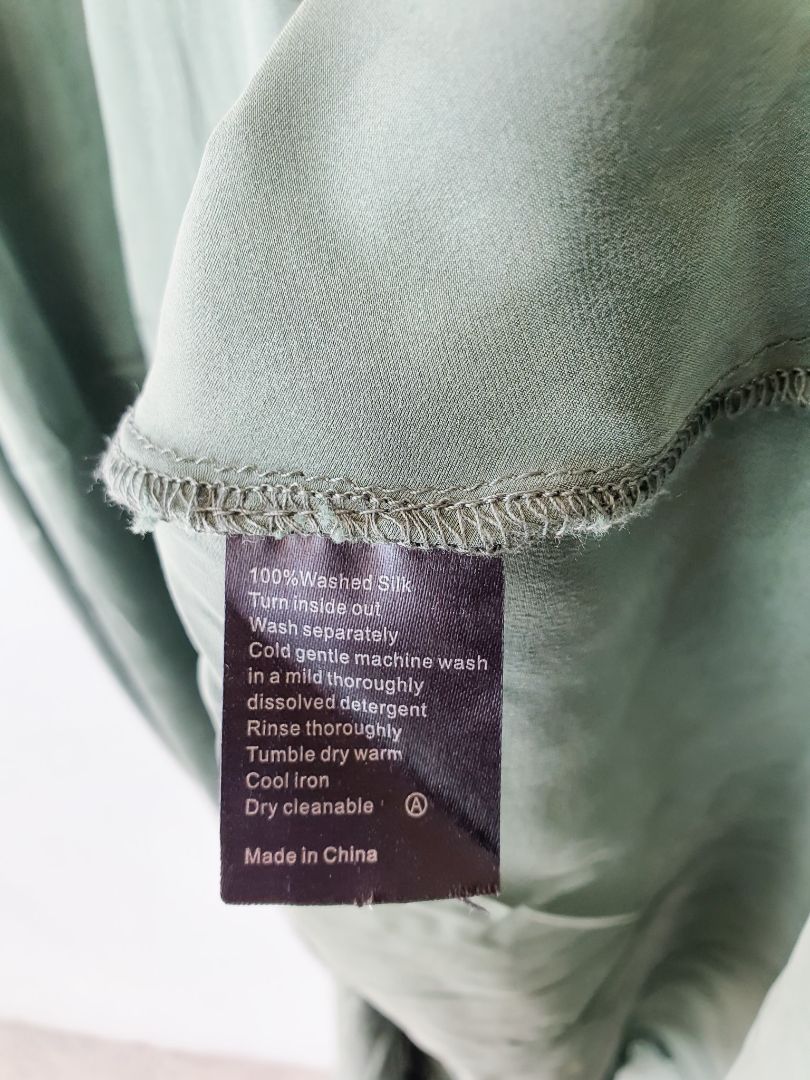 100%Washed Silk
Turn inside out
Wash separately
Cold gentle machine wash
in a mild thoroughly
dissolved detergent
Rinse thoroughly
Tumble dry warm
Cool iron
Dry cleanable Ⓐ
Made in China